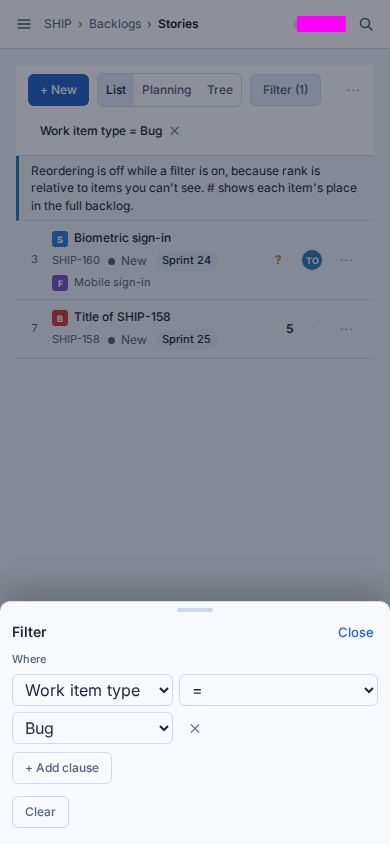 SHIP › Backlogs › Stories
+ New List Planning Tree Filter (1) ...
Work item type = Bug ×
Reordering is off while a filter is on, because rank is
relative to items you can't see. # shows each item's place
in the full backlog.
S Biometric sign-in
3 SHIP-160 New Sprint 24 ? TO ...
F Mobile sign-in
B Title of SHIP-158
7 SHIP-158 New Sprint 25 5 ...
Filter Close
Where
Work item type =
Bug ×
+ Add clause
Clear